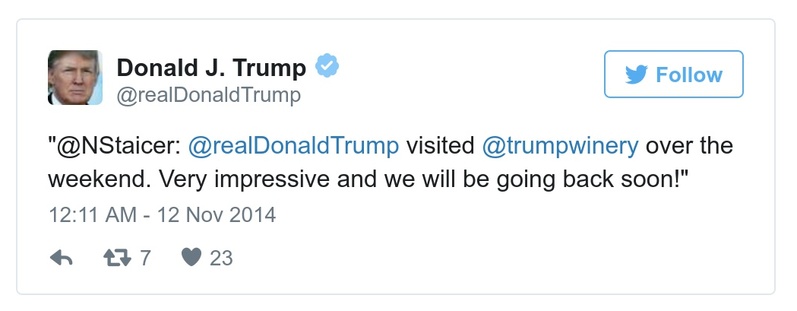 Donald J. Trump
@realDonaldTrump
Follow
"@NStaicer: @realDonaldTrump visited @trumpwinery over the
weekend. Very impressive and we will be going back soon!"
12:11 AM - 12 Nov 2014
7 23